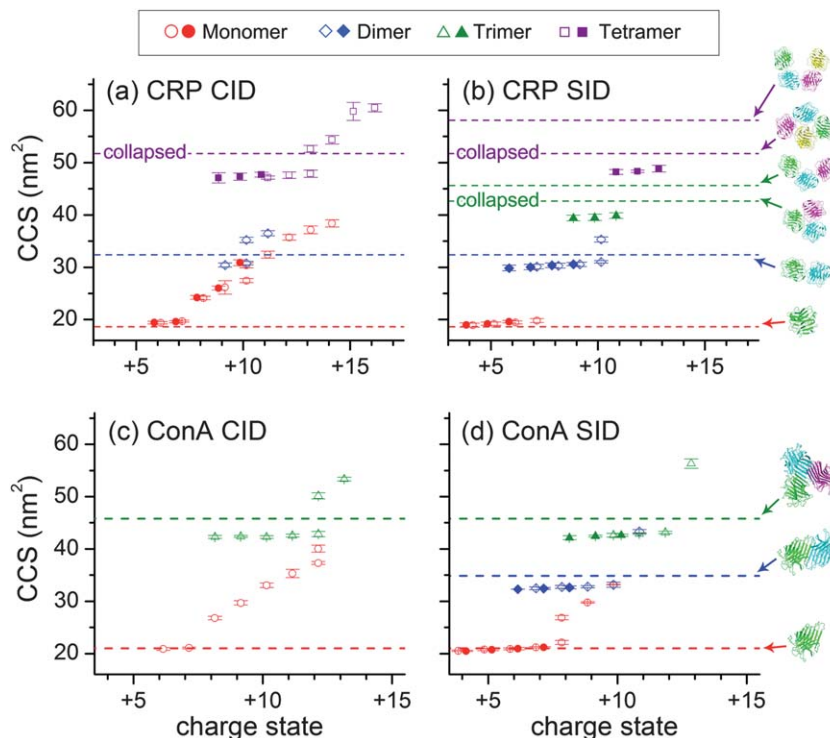 Monomer Dimer Trimer Tetramer
(a) CRP CID
(b) CRP SID
CCS (nm²)
60
50
40
30
20
collapsed
collapsed
collapsed
+5 +10 +15
+5 +10 +15
(c) ConA CID
(d) ConA SID
CCS (nm²)
60
50
40
30
20
+5 +10 +15
+5 +10 +15
charge state
charge state